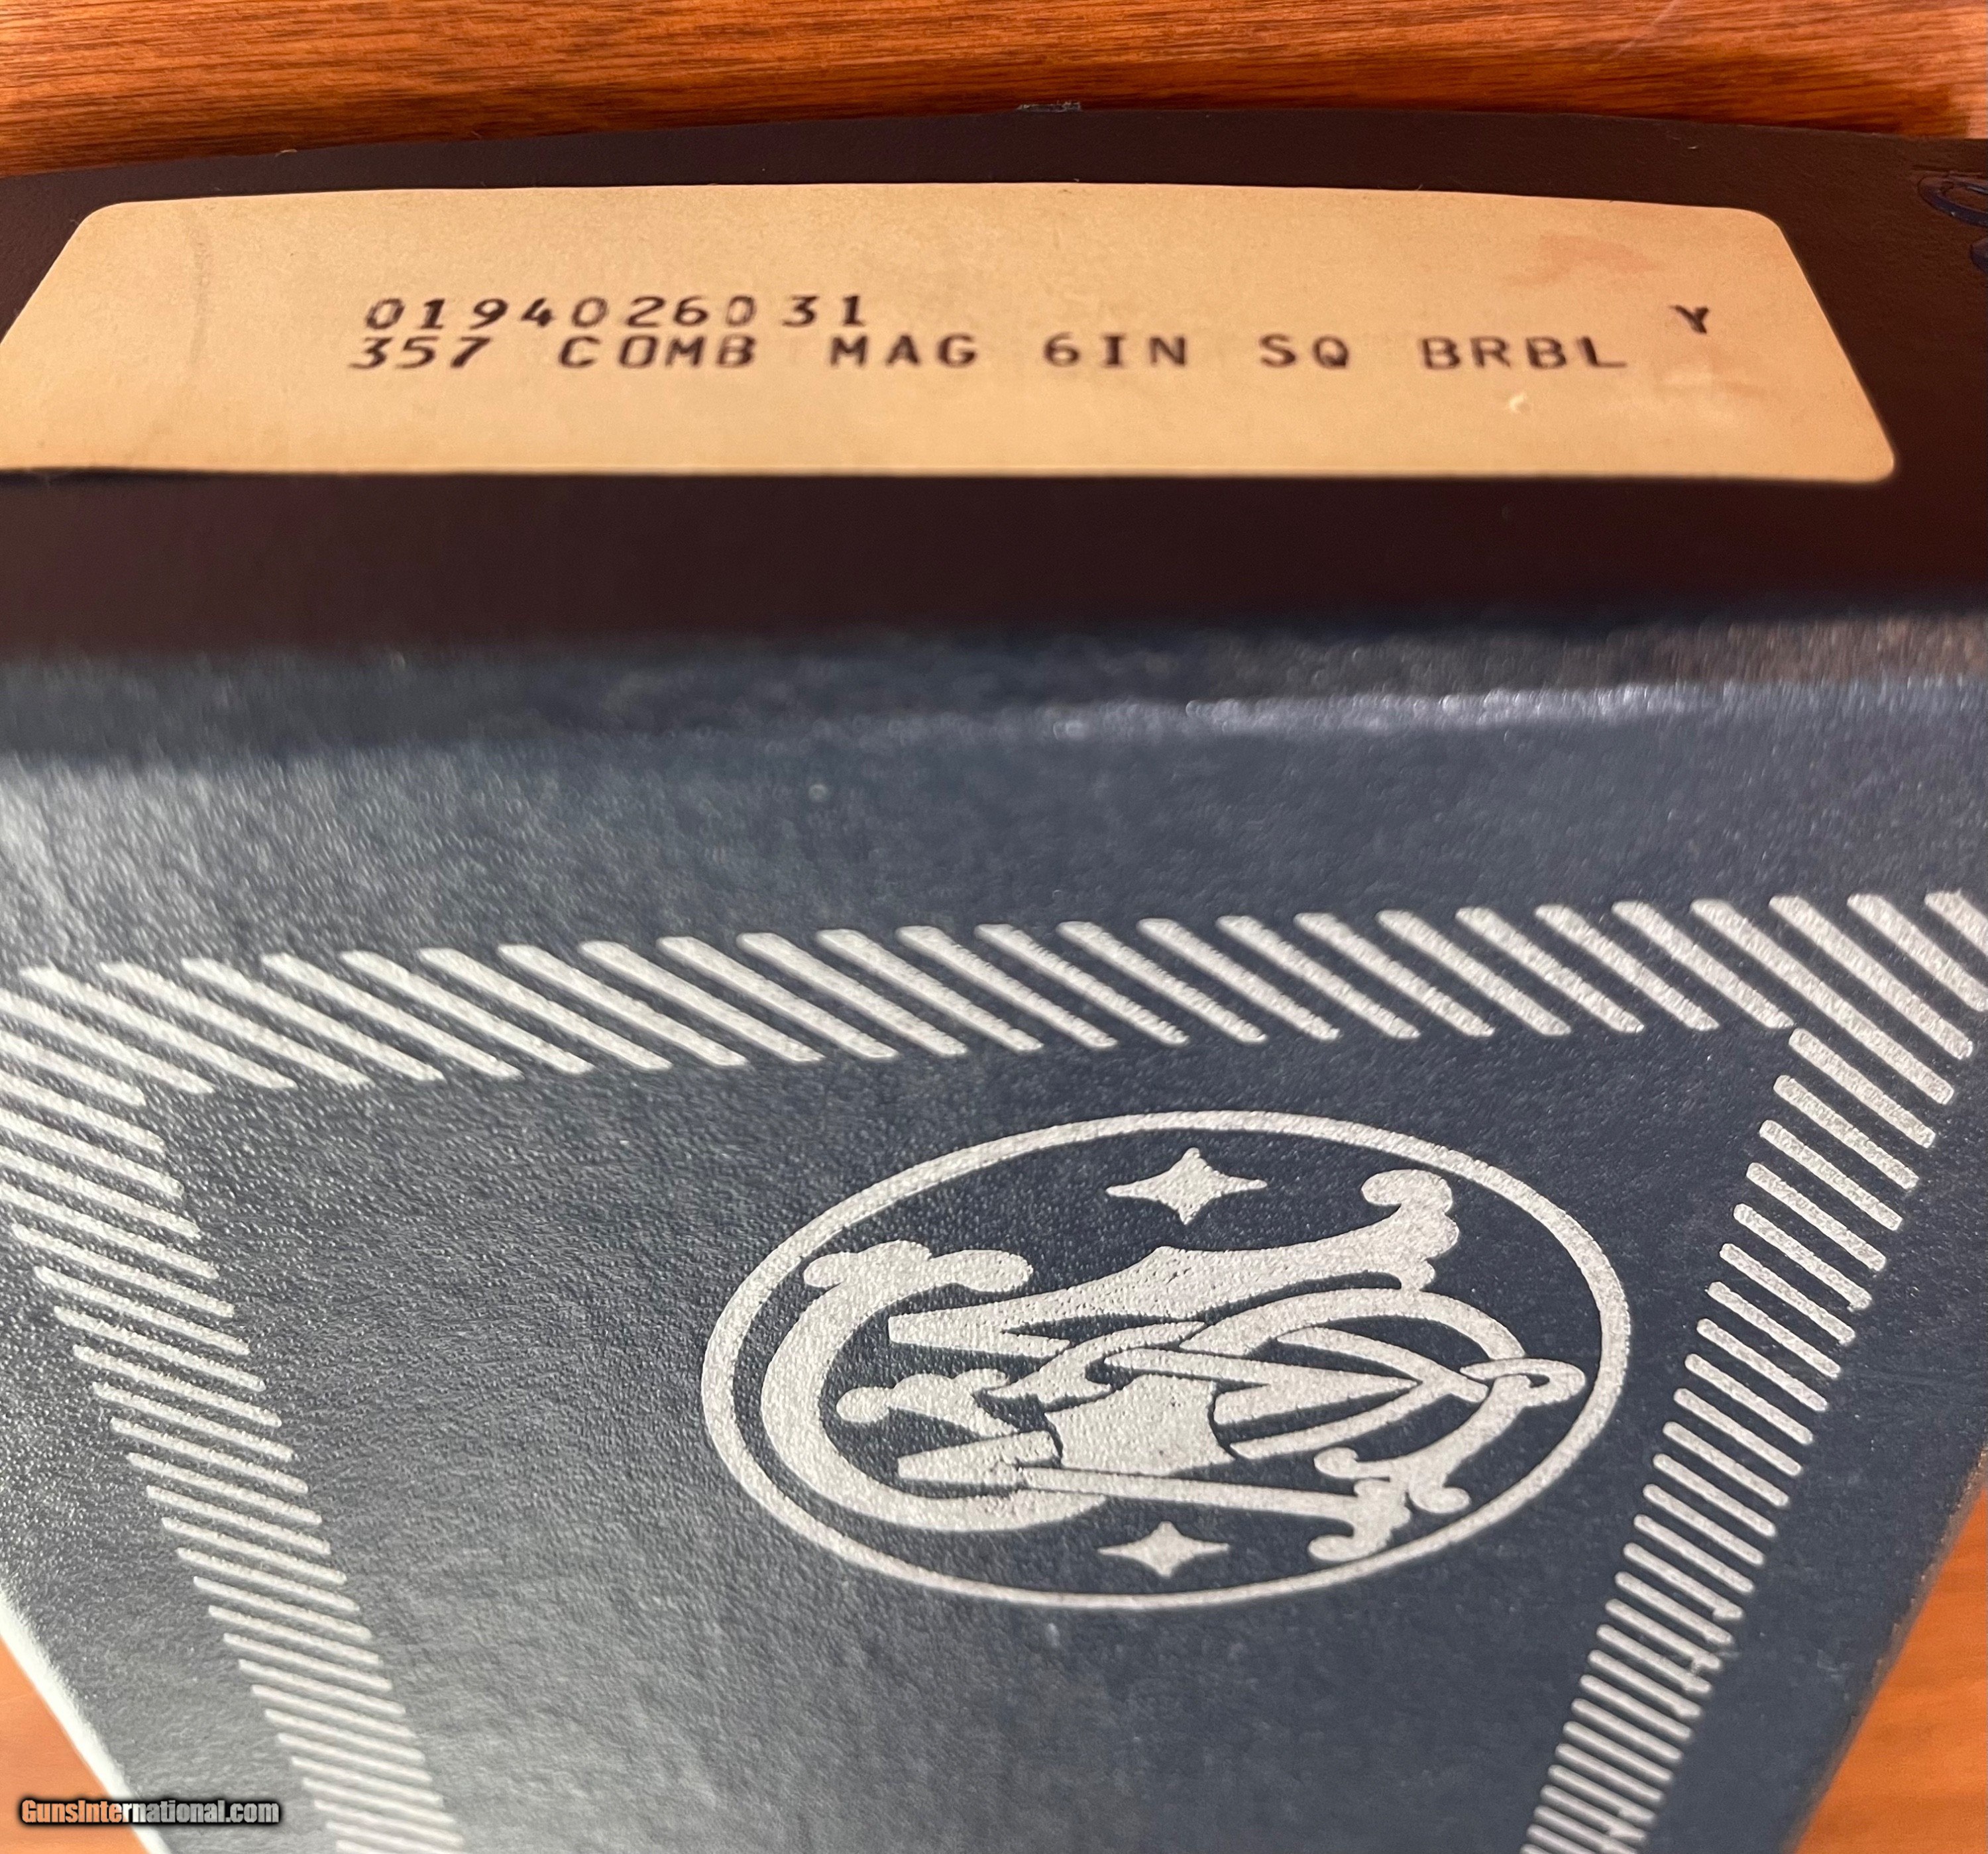 0194026031
357 COMB MAG 6IN SQ BRBL Y
GunsInternational.com